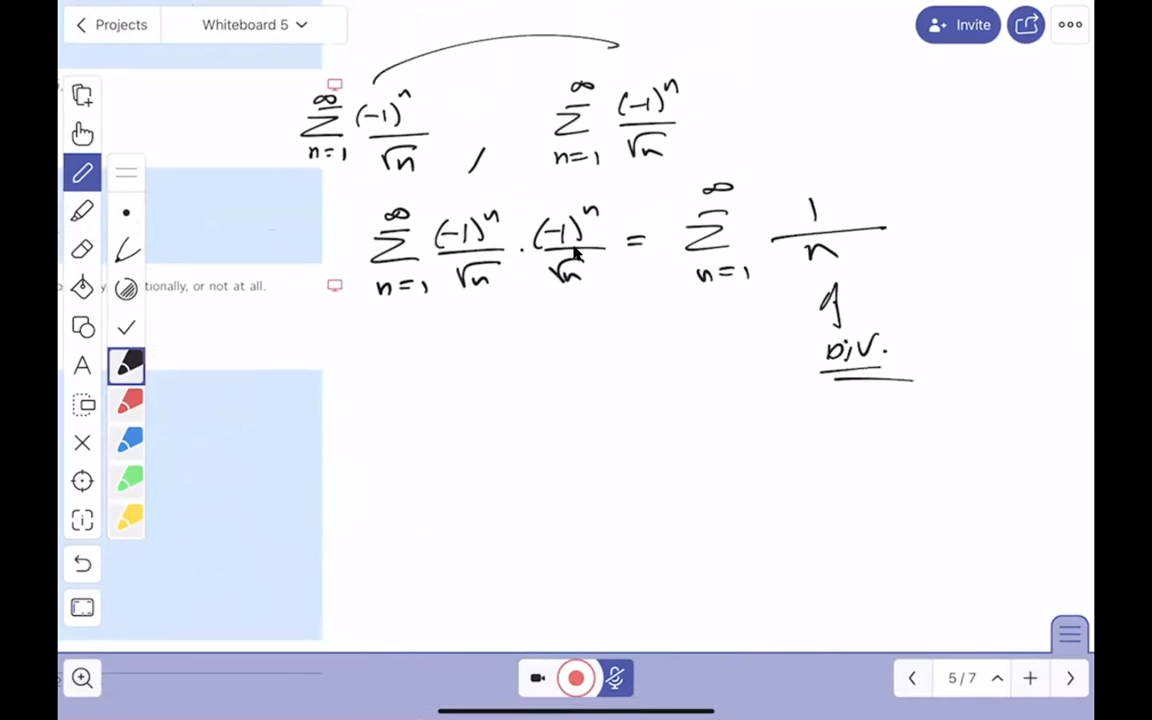 Projects
Whiteboard 5
Invite
∞ ∑ n=1 (-1)^n / √n , ∞ ∑ n=1 (-1)^n / √n
∞ ∑ n=1 (-1)^n / √n · (-1)^n / √n = ∞ ∑ n=1 1 / n
tionally, or not at all.
Div.
A
5 / 7